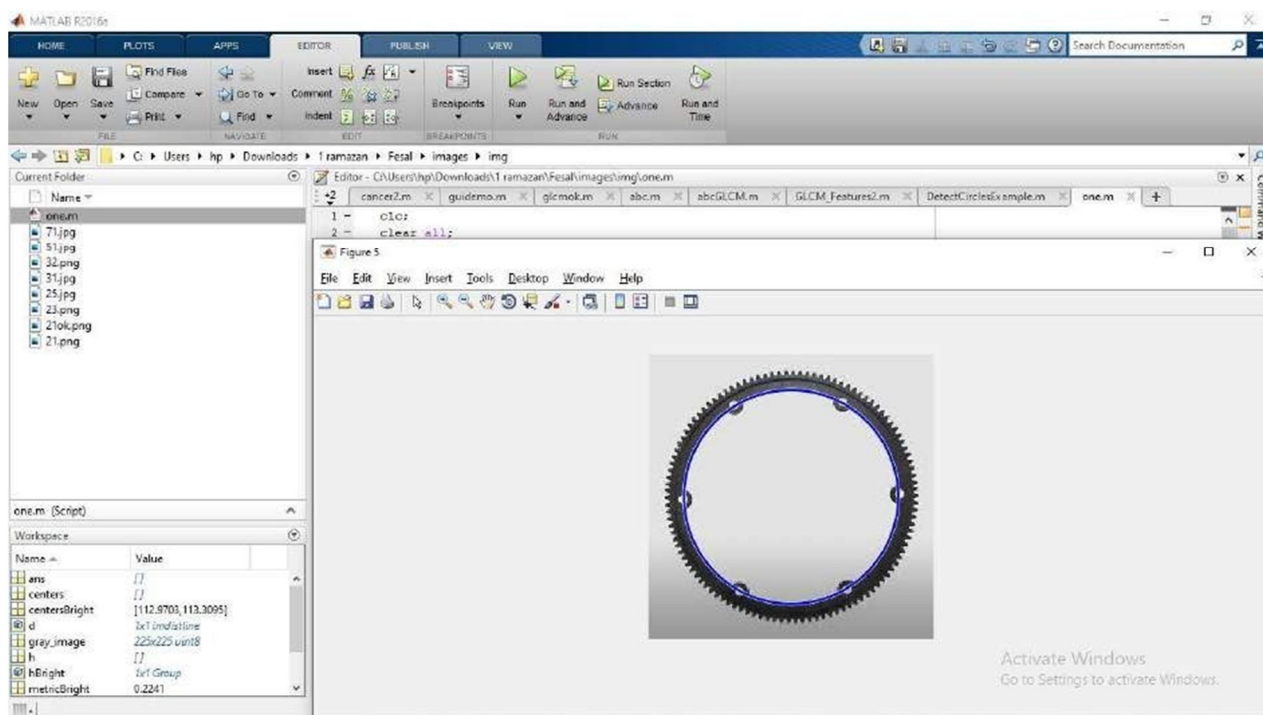 MATLAB R2016a
HOME PLOTS APPS EDITOR PUBLISH VIEW Search Documentation
New Open Save Find Files Compare Print Go To Find Insert Comment Indent Breakpoints Run Run and Advance Run Section Advance Run and Time
FILE NAVIGATE EDIT BREAKPOINTS RUN
C: Users hp Downloads 1 ramazan Fesal images img
Current Folder
Name
one.m
71.jpg
51.jpg
32.png
31.jpg
25.jpg
23.png
21ok.png
21.png
one.m (Script)
Workspace
Name Value
ans []
centers []
centersBright [112.9703,113.3095]
d 1x1 imdistline
gray_image 225x225 uint8
h []
hBright 1x1 Group
metricBright 0.2241
Editor - C:\Users\hp\Downloads\1 ramazan\Fesal\images\img\one.m
+2 cancer2.m guidemo.m glcmok.m abc.m abcGLCM.m GLCM_Features2.m DetectCirclesExample.m one.m +
1 - clc;
2 - clear all;
Figure 5
File Edit View Insert Tools Desktop Window Help
Activate Windows
Go to Settings to activate Windows.